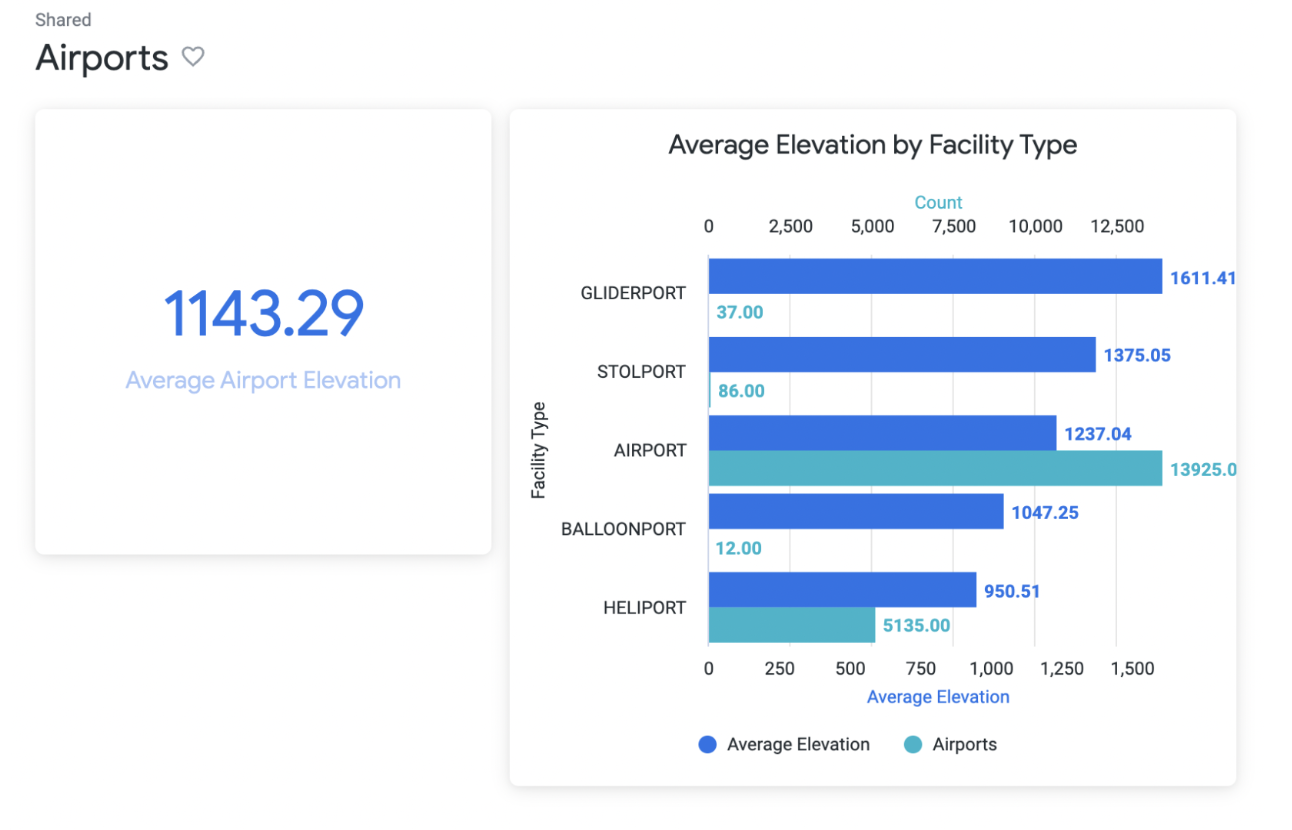 Shared
Airports
1143.29
Average Airport Elevation
Average Elevation by Facility Type
Count
0 2,500 5,000 7,500 10,000 12,500
Facility Type
GLIDERPORT
1611.41
37.00
STOLPORT
1375.05
86.00
AIRPORT
1237.04
13925.0
BALLOONPORT
1047.25
12.00
HELIPORT
950.51
5135.00
0 250 500 750 1,000 1,250 1,500
Average Elevation
Average Elevation Airports